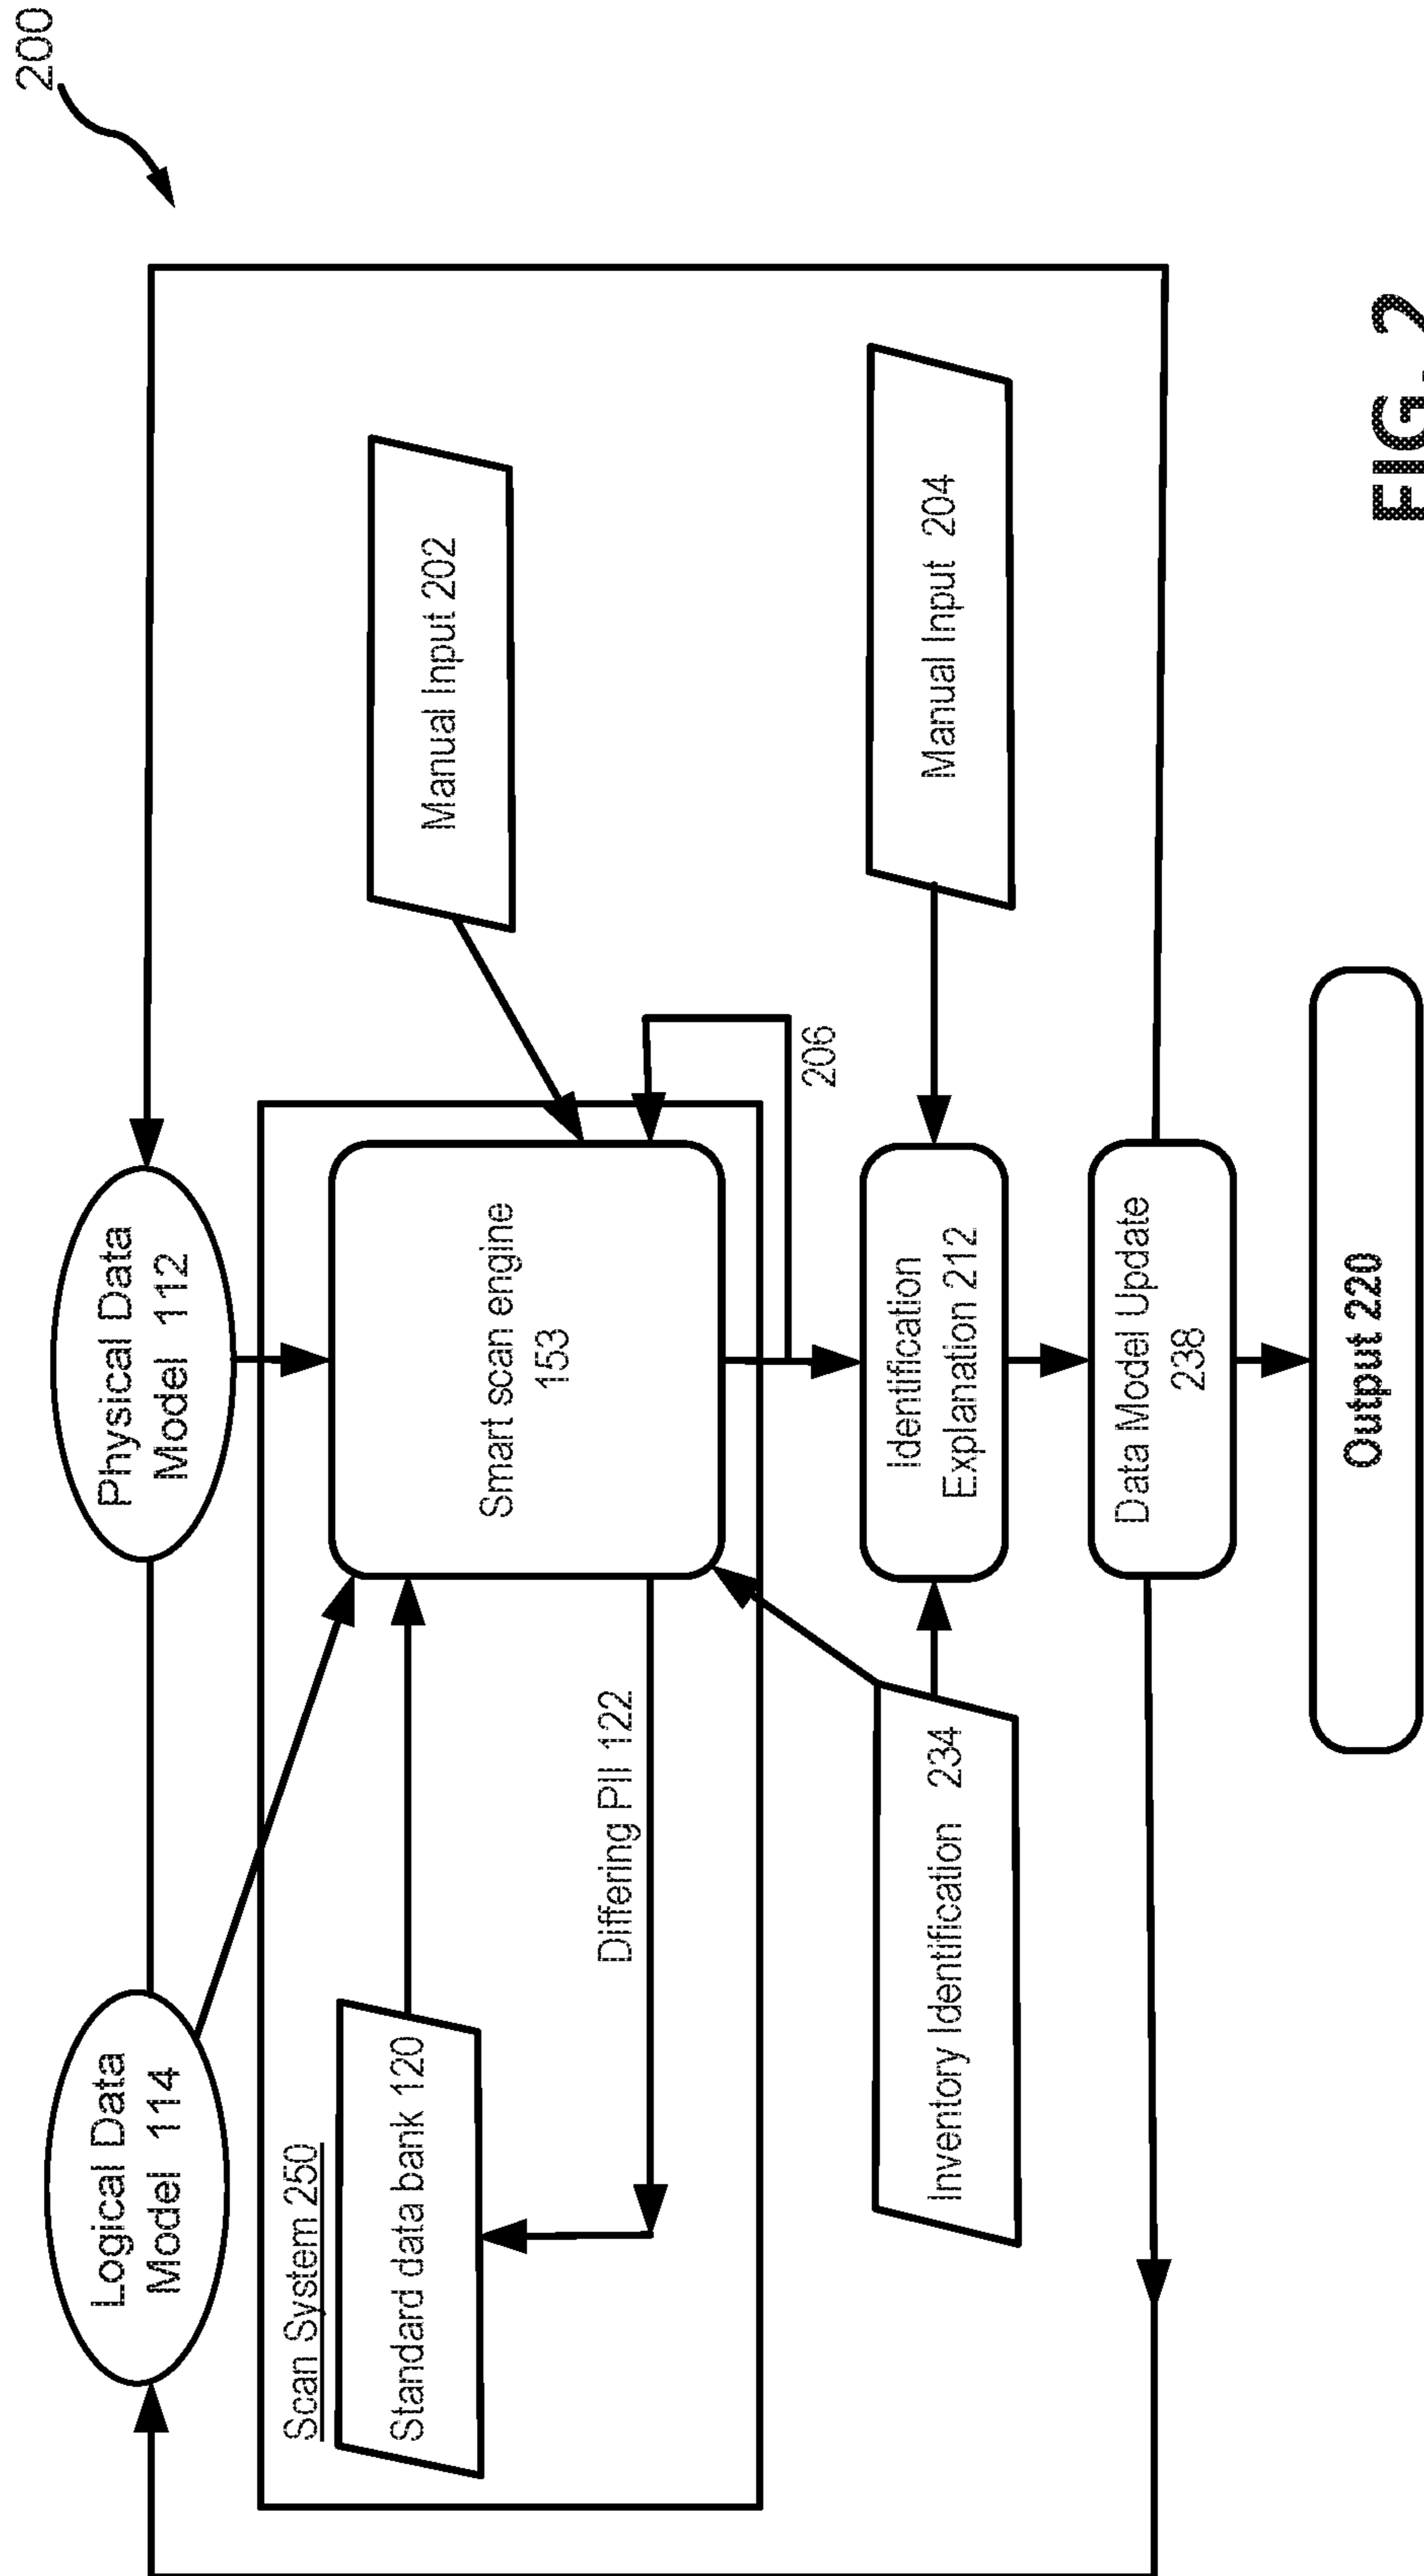 200
Logical Data
Model 114
Physical Data
Model 112
Scan System 250
Standard data bank 120
Smart scan engine
153
Manual Input 202
Differing PII 122
206
Inventory Identification 234
Identification
Explanation 212
Manual Input 204
Data Model Update
238
Output 220
FIG. 2